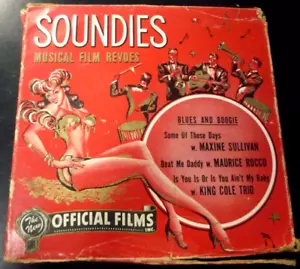 SOUNDIES
MUSICAL FILM REVUES
BLUES AND BOOGIE
Some Of These Days
w. MAXINE SULLIVAN
Beat Me Daddy w. MAURICE ROCCO
Is You Is Or Is You Ain't My Baby
w. KING COLE TRIO
The New
OFFICIAL FILMS
INC